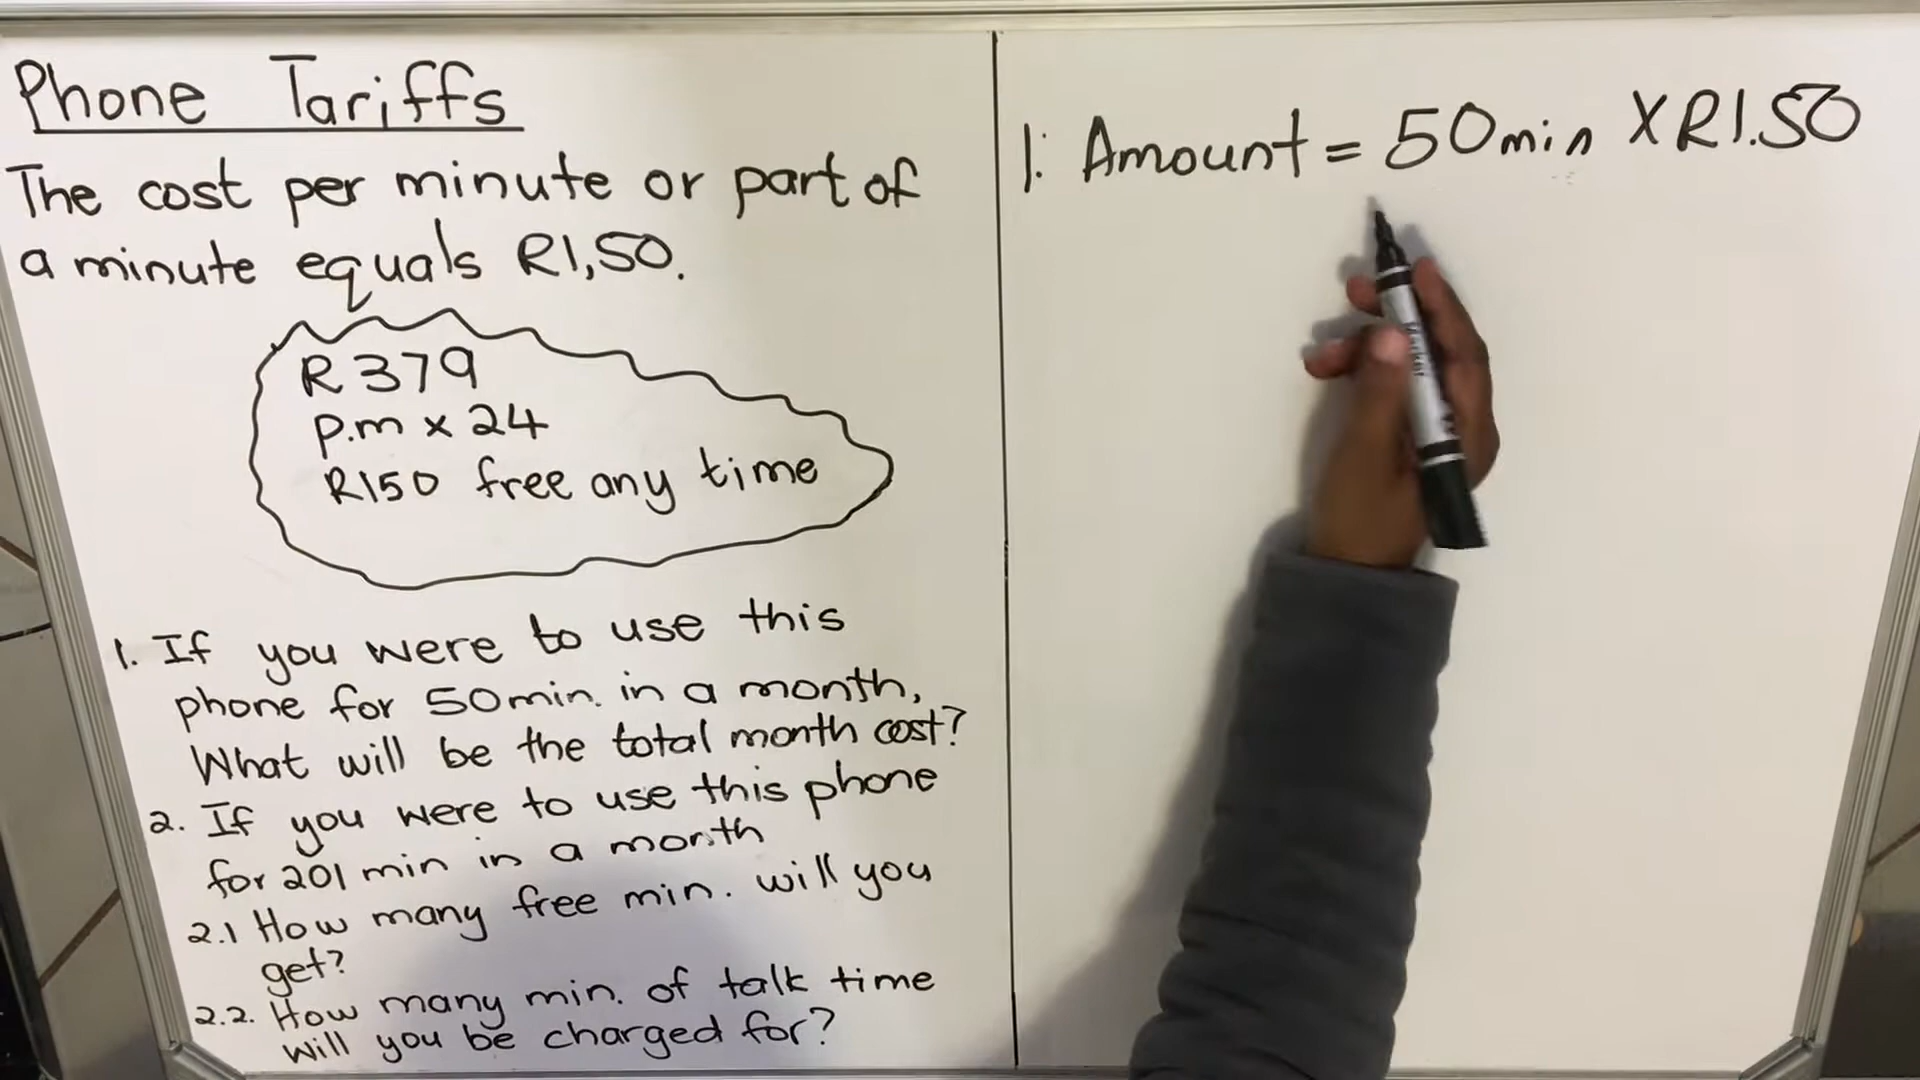 Phone Tariffs
The cost per minute or part of
a minute equals R1,50.
R379
p.m x 24
R150 free any time
1. If you were to use this
phone for 50min. in a month,
What will be the total month cost?
2. If you were to use this phone
for 201 min in a month
2.1 How many free min. will you
get?
2.2. How many min. of talk time
will you be charged for?
1: Amount = 50min X R1.50
Marker